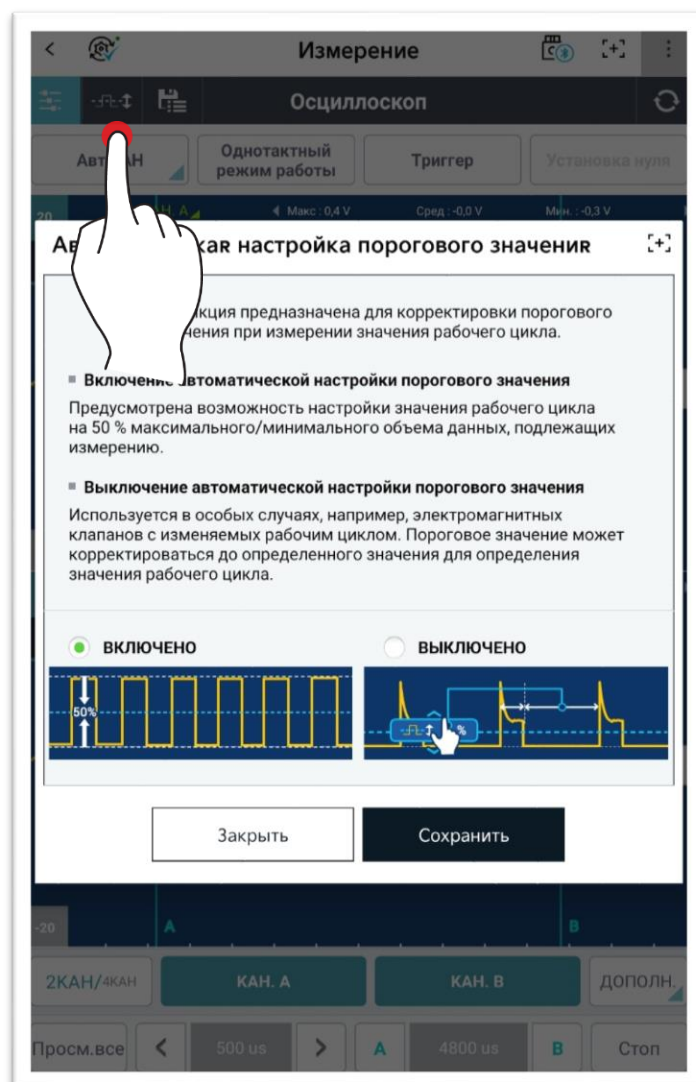 Измерение
Осциллоскоп
Однотактный
режим работы
Триггер
Установка нуля
20
Макс : 0,4 V
Сред : -0,0 V
Мин. : -0,3 V
настройка порогового значения
предназначена для корректировки порогового
при измерении значения рабочего цикла.
Включение автоматической настройки порогового значения
Предусмотрена возможность настройки значения рабочего цикла
на 50 % максимального/минимального объема данных, подлежащих
измерению.
Выключение автоматической настройки порогового значения
Используется в особых случаях, например, электромагнитных
клапанов с изменяемых рабочим циклом. Пороговое значение может
корректироваться до определенного значения для определения
значения рабочего цикла.
ВКЛЮЧЕНО
ВЫКЛЮЧЕНО
50%
%
Закрыть
Сохранить
-20
A
B
2КАН/4КАН
КАН. A
КАН. B
ДОПОЛН.
Просм.все
500 us
A
4800 us
B
Стоп